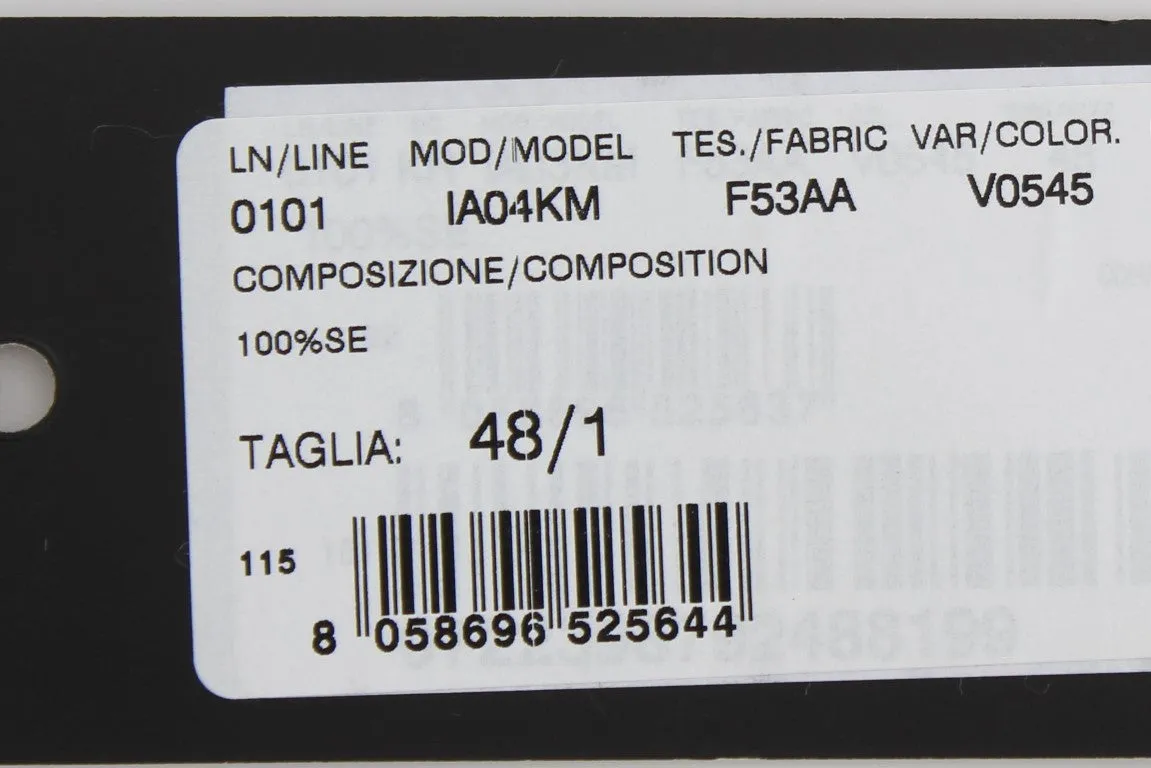 LN/LINE MOD/MODEL TES./FABRIC VAR/COLOR.
0101 IA04KM F53AA V0545
COMPOSIZIONE/COMPOSITION
100%SE
TAGLIA: 48/1
115
8 058696 525644